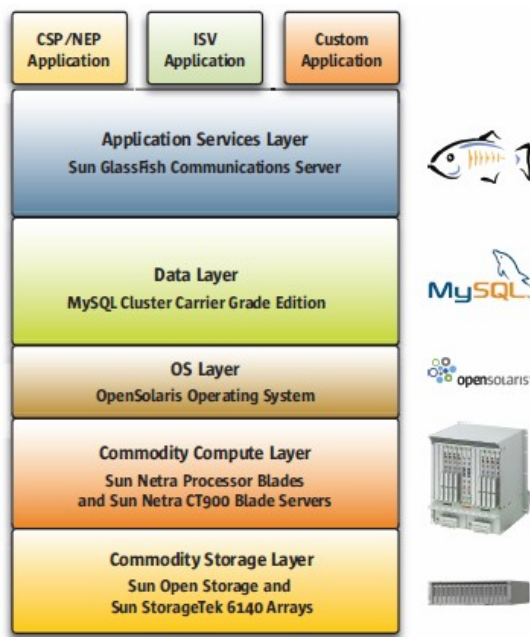 CSP/NEP
Application
ISV
Application
Custom
Application
Application Services Layer
Sun GlassFish Communications Server
Data Layer
MySQL Cluster Carrier Grade Edition
MySQL
OS Layer
OpenSolaris Operating System
opensolaris
Commodity Compute Layer
Sun Netra Processor Blades
and Sun Netra CT900 Blade Servers
Commodity Storage Layer
Sun Open Storage and
Sun StorageTek 6140 Arrays